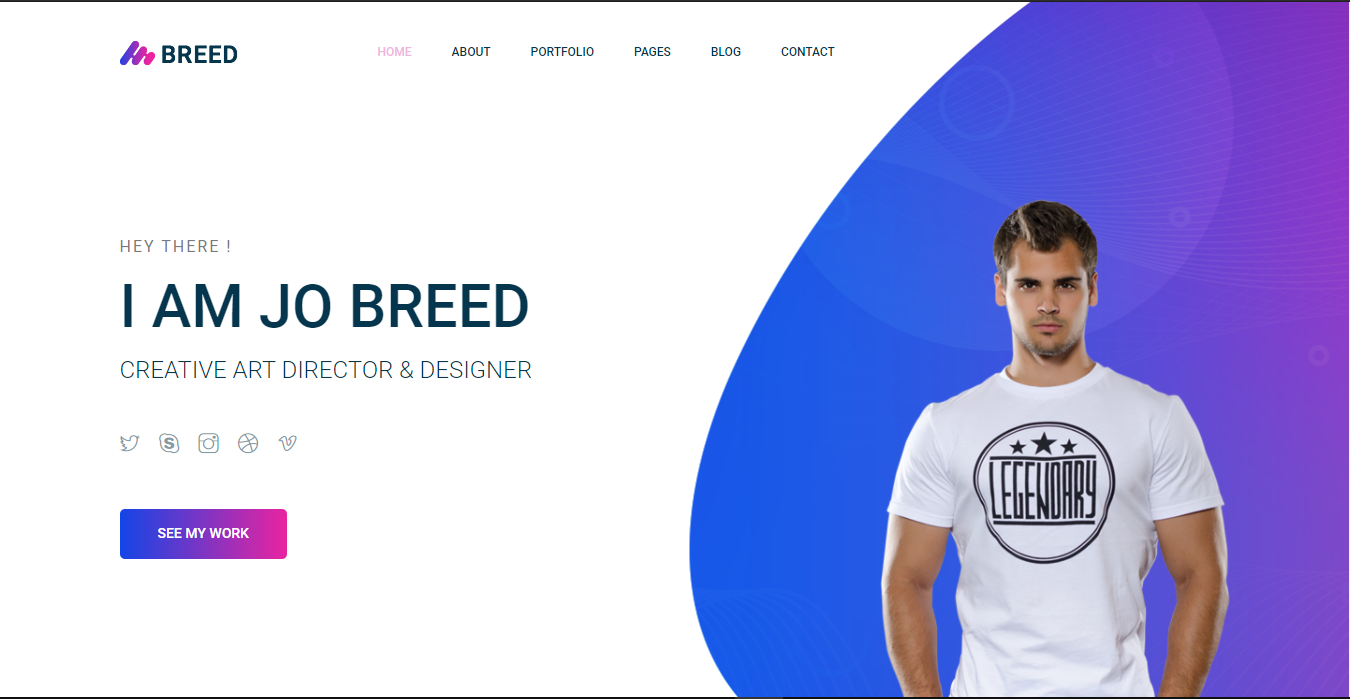 BREED
HOME ABOUT PORTFOLIO PAGES BLOG CONTACT
HEY THERE !
I AM JO BREED
CREATIVE ART DIRECTOR & DESIGNER
S
SEE MY WORK
LEGENDARY